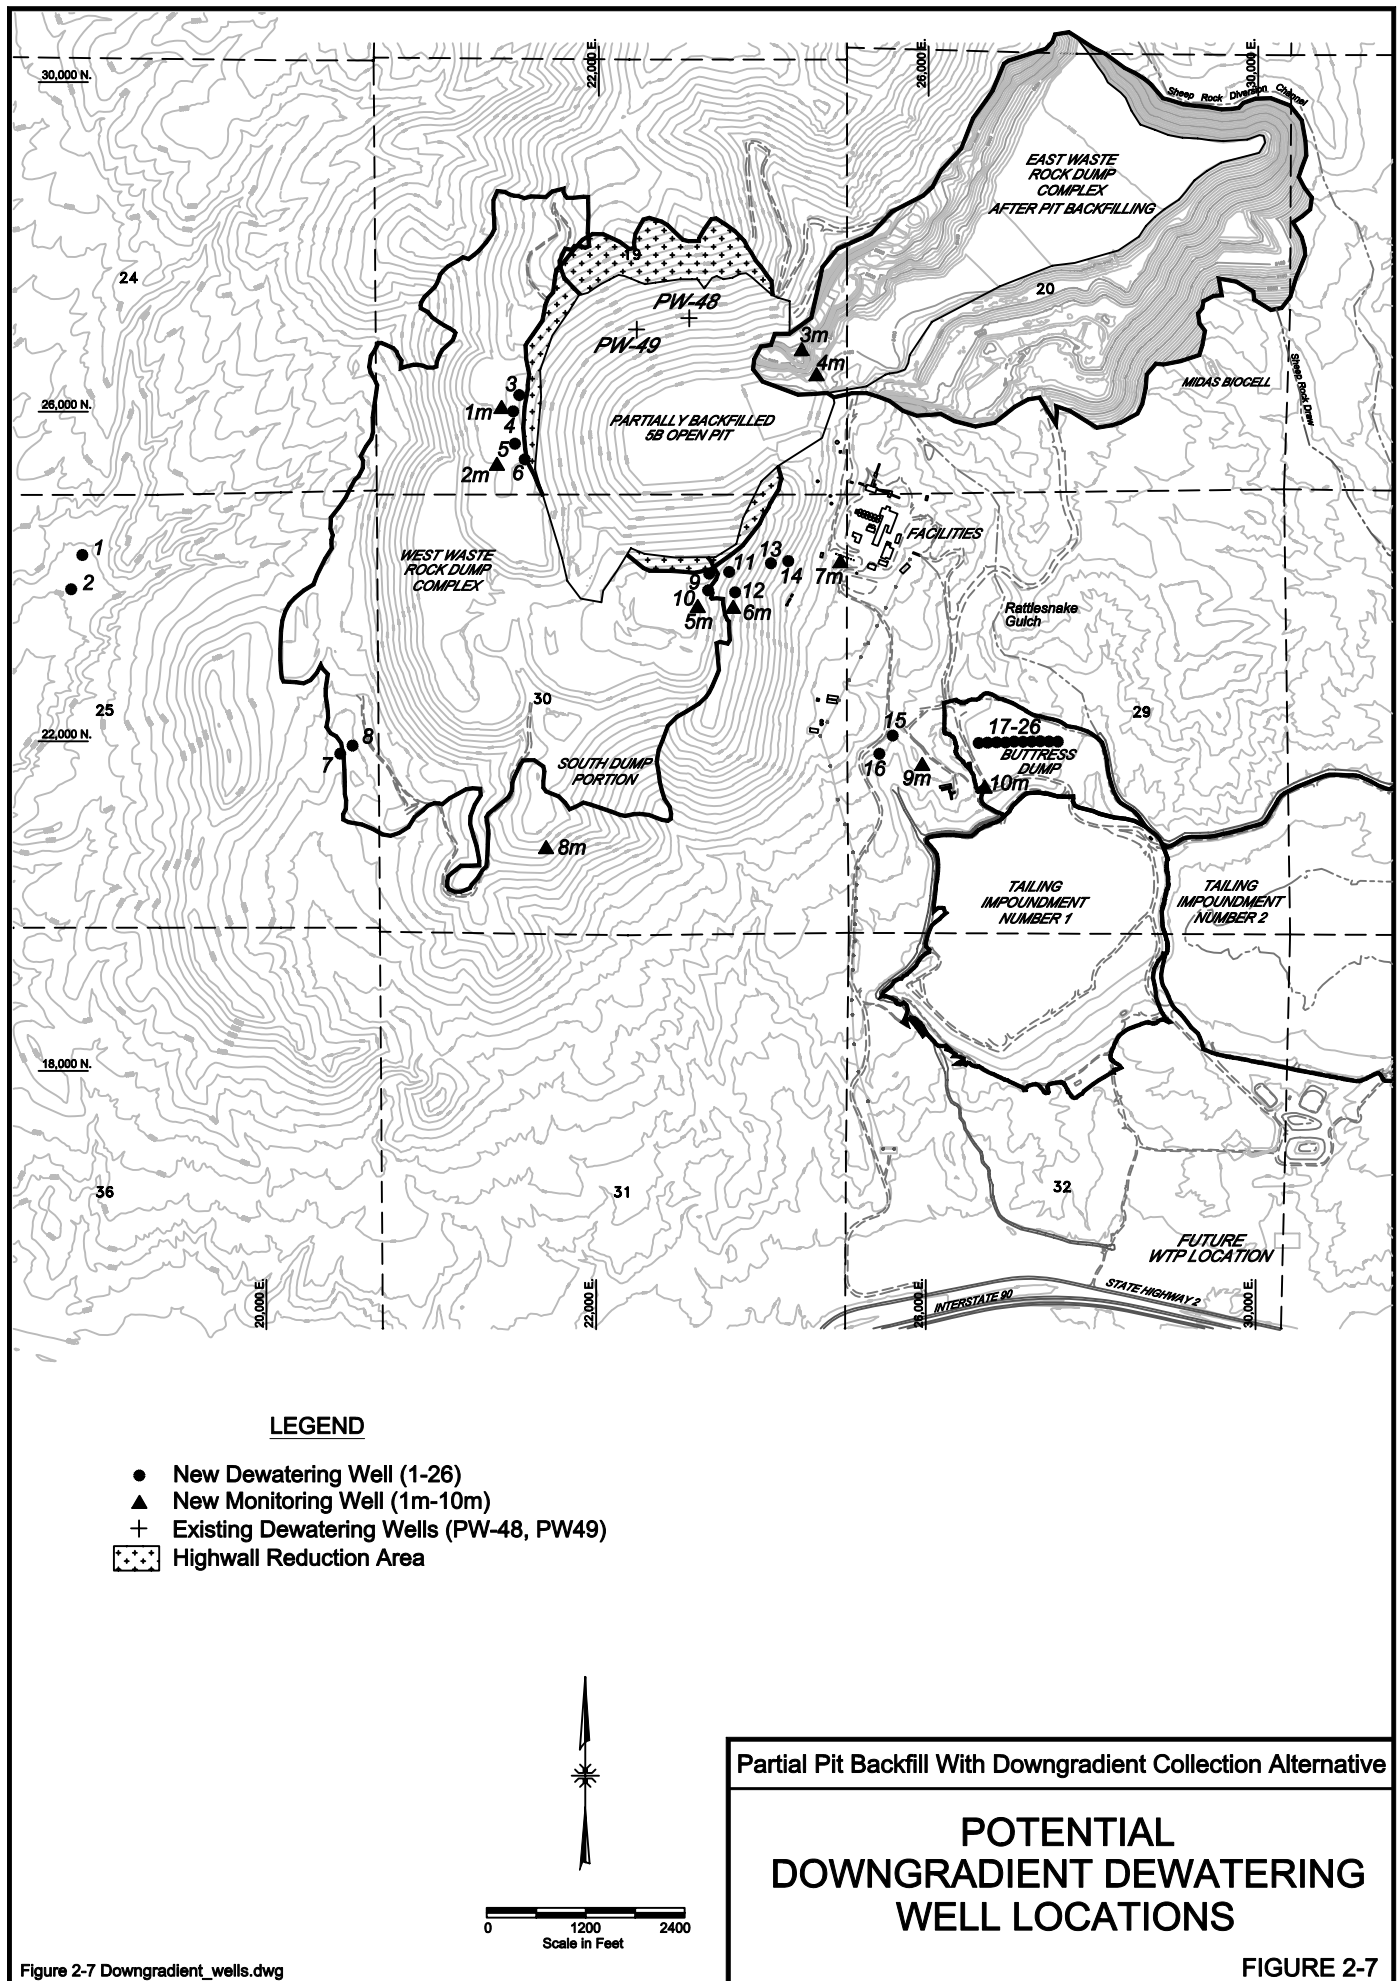 22,000 E.
26,000 E.
30,000 E.
30,000 N.
Sheep Rock Diversion Channel
EAST WASTE
ROCK DUMP
COMPLEX
AFTER PIT BACKFILLING
19
24
20
PW-48
PW-49
3m
4m
Sheep Rock Draw
MIDAS BIOCELL
3
1m
4
26,000 N.
5
2m
6
PARTIALLY BACKFILLED
5B OPEN PIT
FACILITIES
1
2
WEST WASTE
ROCK DUMP
COMPLEX
13
14
11
9
10
12
5m
6m
7m
Rattlesnake
Gulch
25
30
29
22,000 N.
7
8
SOUTH DUMP
PORTION
15
16
17-26
BUTTRESS
DUMP
9m
10m
8m
TAILING
IMPOUNDMENT
NUMBER 1
TAILING
IMPOUNDMENT
NUMBER 2
18,000 N.
36
31
32
FUTURE
WTP LOCATION
20,000 E.
22,000 E.
26,000 E.
30,000 E.
INTERSTATE 90
STATE HIGHWAY 2
LEGEND
New Dewatering Well (1-26)
New Monitoring Well (1m-10m)
Existing Dewatering Wells (PW-48, PW49)
Highwall Reduction Area
0 1200 2400
Scale in Feet
Partial Pit Backfill With Downgradient Collection Alternative
POTENTIAL
DOWNGRADIENT DEWATERING
WELL LOCATIONS
FIGURE 2-7
Figure 2-7 Downgradient_wells.dwg